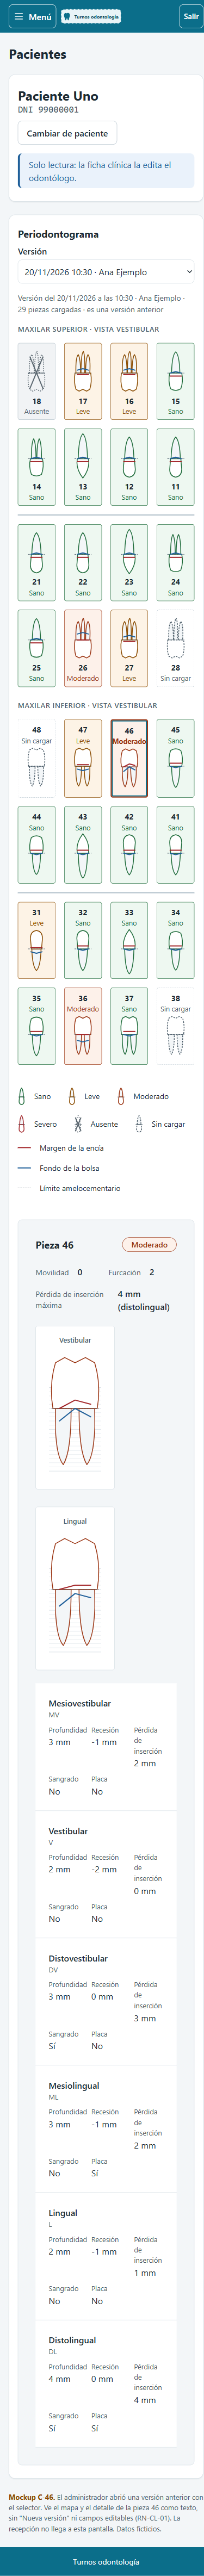 Menú
Turnos odontología
Salir
Pacientes
Paciente Uno
DNI 99000001
Cambiar de paciente
Solo lectura: la ficha clínica la edita el
odontólogo.
Periodontograma
Versión
20/11/2026 10:30 · Ana Ejemplo
Versión del 20/11/2026 a las 10:30 · Ana Ejemplo ·
29 piezas cargadas · es una versión anterior
MAXILAR SUPERIOR · VISTA VESTIBULAR
18 17 16 15
Ausente Leve Leve Sano
14 13 12 11
Sano Sano Sano Sano
21 22 23 24
Sano Sano Sano Sano
25 26 27 28
Sano Moderado Leve Sin cargar
MAXILAR INFERIOR · VISTA VESTIBULAR
48 47 46 45
Sin cargar Leve Moderado Sano
44 43 42 41
Sano Sano Sano Sano
31 32 33 34
Leve Sano Sano Sano
35 36 37 38
Sano Moderado Sano Sin cargar
Sano Leve Moderado
Severo Ausente Sin cargar
Margen de la encía
Fondo de la bolsa
Límite amelocementario
Pieza 46 Moderado
Movilidad 0 Furcación 2
Pérdida de inserción
máxima
4 mm
(distolingual)
Vestibular
Lingual
Mesiovestibular
MV
Profundidad Recesión Pérdida
de
inserción
3 mm -1 mm
2 mm
Sangrado Placa
No No
Vestibular
V
Profundidad Recesión Pérdida
de
inserción
2 mm -2 mm
0 mm
Sangrado Placa
No No
Distovestibular
DV
Profundidad Recesión Pérdida
de
inserción
3 mm 0 mm
3 mm
Sangrado Placa
Sí No
Mesiolingual
ML
Profundidad Recesión Pérdida
de
inserción
3 mm -1 mm
2 mm
Sangrado Placa
No Sí
Lingual
L
Profundidad Recesión Pérdida
de
inserción
2 mm -1 mm
1 mm
Sangrado Placa
No No
Distolingual
DL
Profundidad Recesión Pérdida
de
inserción
4 mm 0 mm
4 mm
Sangrado Placa
Sí Sí
Mockup C-46. El administrador abrió una versión anterior con
el selector. Ve el mapa y el detalle de la pieza 46 como texto,
sin "Nueva versión" ni campos editables (RN-CL-01). La
recepción no llega a esta pantalla. Datos ficticios.
Turnos odontología